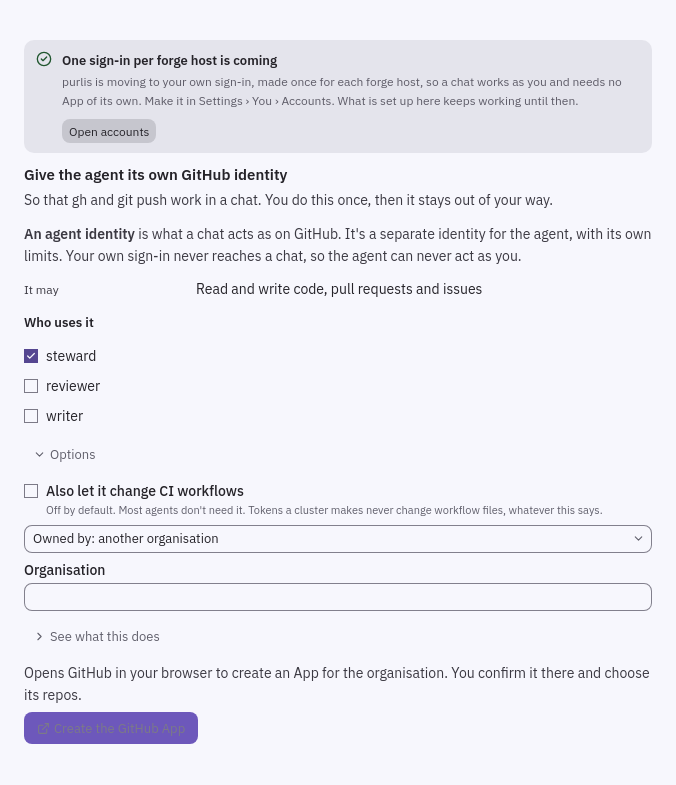 One sign-in per forge host is coming
purlis is moving to your own sign-in, made once for each forge host, so a chat works as you and needs no
App of its own. Make it in Settings › You › Accounts. What is set up here keeps working until then.
Open accounts
Give the agent its own GitHub identity
So that gh and git push work in a chat. You do this once, then it stays out of your way.
An agent identity is what a chat acts as on GitHub. It's a separate identity for the agent, with its own
limits. Your own sign-in never reaches a chat, so the agent can never act as you.
It may
Read and write code, pull requests and issues
Who uses it
steward
reviewer
writer
Options
Also let it change CI workflows
Off by default. Most agents don't need it. Tokens a cluster makes never change workflow files, whatever this says.
Owned by: another organisation
Organisation
See what this does
Opens GitHub in your browser to create an App for the organisation. You confirm it there and choose
its repos.
Create the GitHub App